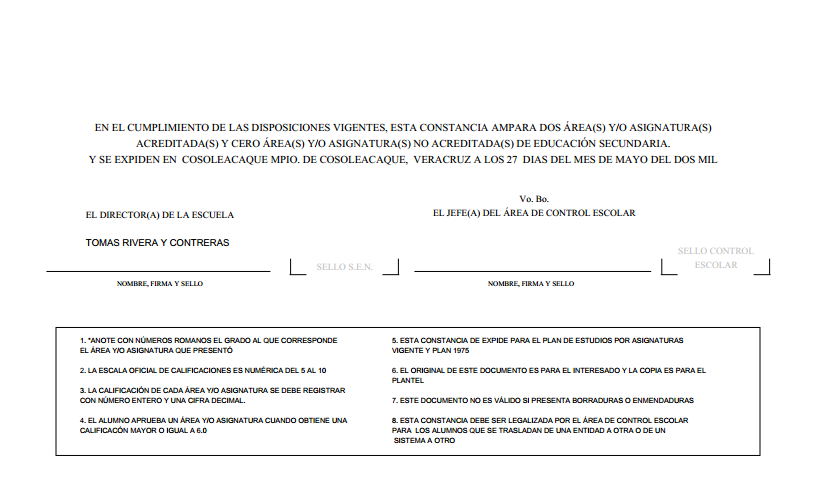 EN EL CUMPLIMIENTO DE LAS DISPOSICIONES VIGENTES, ESTA CONSTANCIA AMPARA DOS ÁREA(S) Y/O ASIGNATURA(S)
ACREDITADA(S) Y CERO ÁREA(S) Y/O ASIGNATURA(S) NO ACREDITADA(S) DE EDUCACIÓN SECUNDARIA.
Y SE EXPIDEN EN COSOLEACAQUE MPIO. DE COSOLEACAQUE, VERACRUZ A LOS 27 DIAS DEL MES DE MAYO DEL DOS MIL
EL DIRECTOR(A) DE LA ESCUELA
TOMAS RIVERA Y CONTRERAS
SELLO S.E.N.
NOMBRE, FIRMA Y SELLO
Vo. Bo.
EL JEFE(A) DEL ÁREA DE CONTROL ESCOLAR
SELLO CONTROL
ESCOLAR
NOMBRE, FIRMA Y SELLO
1. *ANOTE CON NÚMEROS ROMANOS EL GRADO AL QUE CORRESPONDE
EL ÁREA Y/O ASIGNATURA QUE PRESENTÓ
2. LA ESCALA OFICIAL DE CALIFICACIONES ES NUMÉRICA DEL 5 AL 10
3. LA CALIFICACIÓN DE CADA ÁREA Y/O ASIGNATURA SE DEBE REGISTRAR
CON NÚMERO ENTERO Y UNA CIFRA DECIMAL.
4. EL ALUMNO APRUEBA UN ÁREA Y/O ASIGNATURA CUANDO OBTIENE UNA
CALIFICACÓN MAYOR O IGUAL A 6.0
5. ESTA CONSTANCIA DE EXPIDE PARA EL PLAN DE ESTUDIOS POR ASIGNATURAS
VIGENTE Y PLAN 1975
6. EL ORIGINAL DE ESTE DOCUMENTO ES PARA EL INTERESADO Y LA COPIA ES PARA EL
PLANTEL
7. ESTE DOCUMENTO NO ES VÁLIDO SI PRESENTA BORRADURAS O ENMENDADURAS
8. ESTA CONSTANCIA DEBE SER LEGALIZADA POR EL ÁREA DE CONTROL ESCOLAR
PARA LOS ALUMNOS QUE SE TRASLADAN DE UNA ENTIDAD A OTRA O DE UN
SISTEMA A OTRO